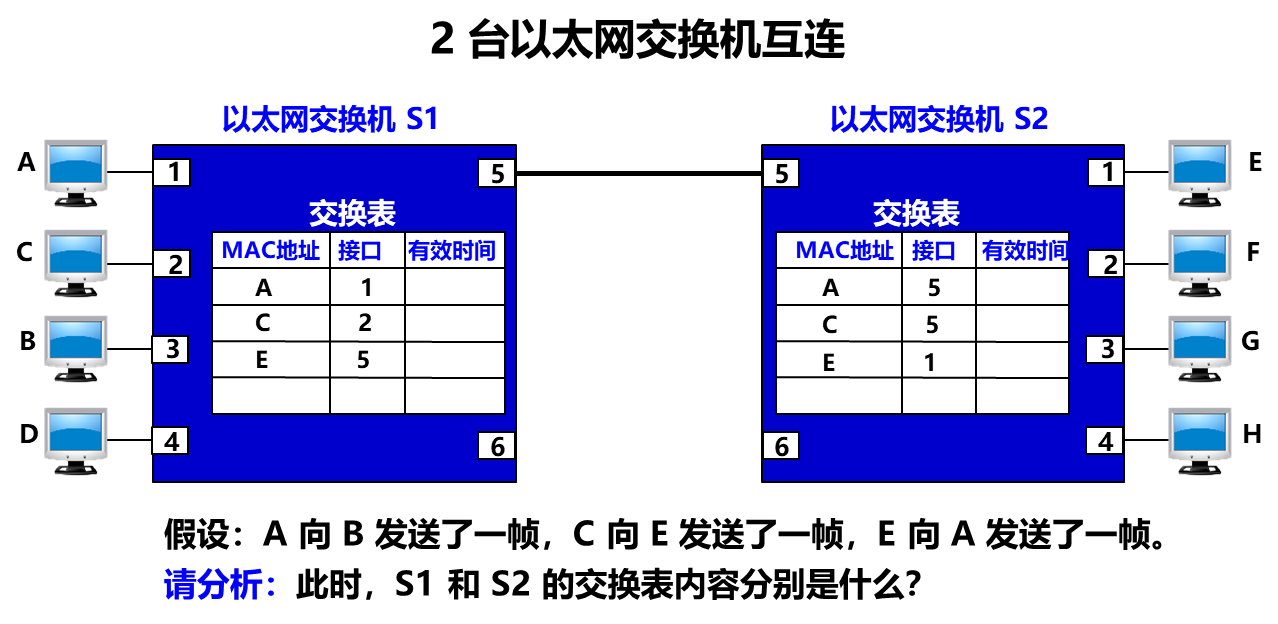 2 台以太网交换机互连
以太网交换机 S1
以太网交换机 S2
A
1
5
5
1
E
交换表
交换表
C
2
MAC地址 接口 有效时间
MAC地址 接口 有效时间
2
F
A 1
A 5
C 2
C 5
B
3
E 5
E 1
3
G
D
4
6
6
4
H
假设：A 向 B 发送了一帧，C 向 E 发送了一帧，E 向 A 发送了一帧。
请分析：此时，S1 和 S2 的交换表内容分别是什么？